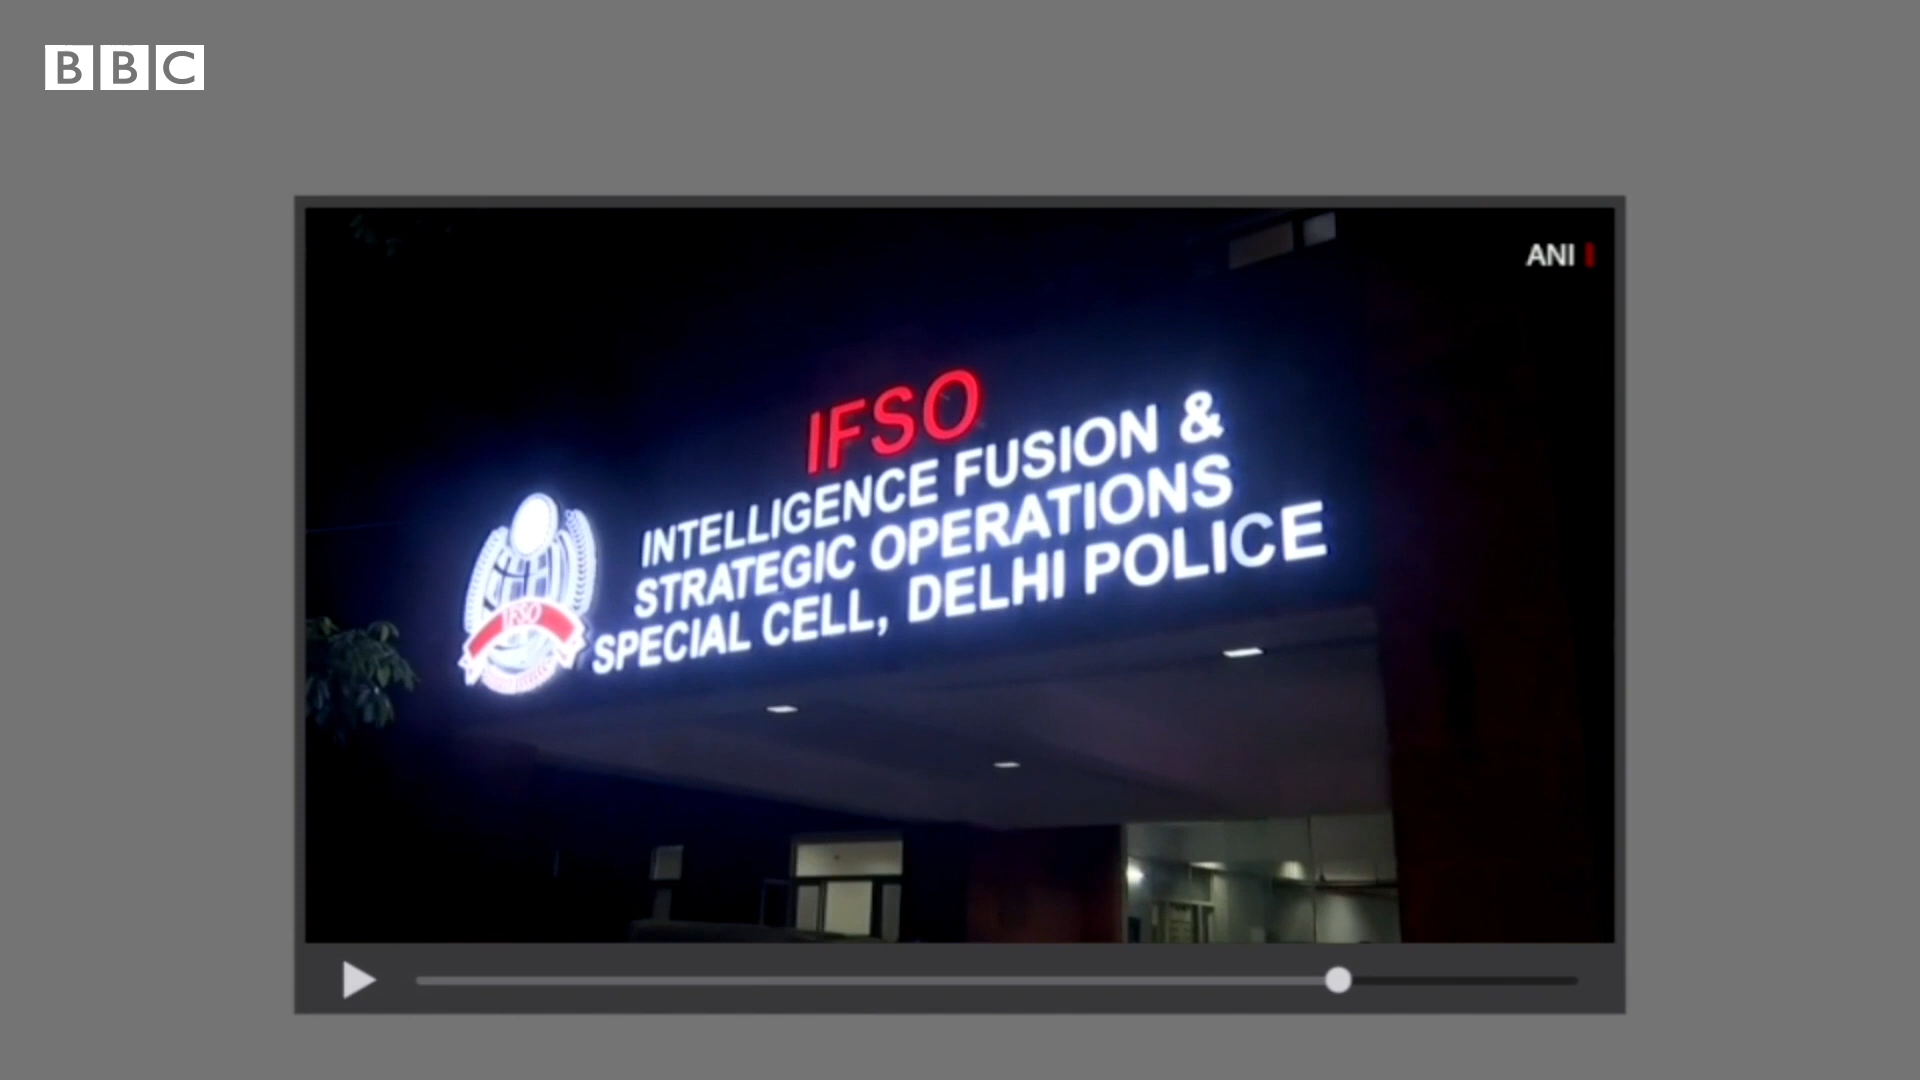 BBC
ANI
IFSO
INTELLIGENCE FUSION &
STRATEGIC OPERATIONS
SPECIAL CELL, DELHI POLICE
IFSO